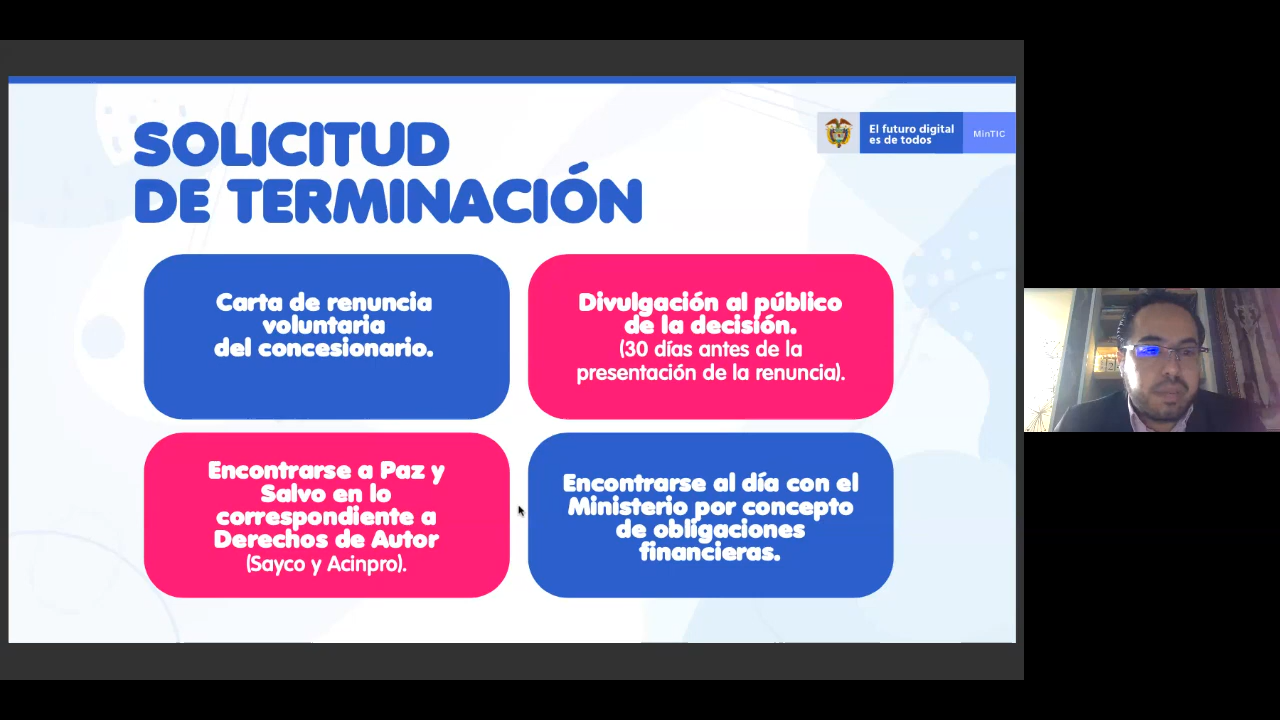 SOLICITUD
DE TERMINACIÓN
El futuro digital
es de todos
MinTIC
Carta de renuncia
voluntaria
del concesionario.
Divulgación al público
de la decisión.
(30 días antes de la
presentación de la renuncia).
Encontrarse a Paz y
Salvo en lo
correspondiente a
Derechos de Autor
(Sayco y Acinpro).
Encontrarse al día con el
Ministerio por concepto
de obligaciones
financieras.